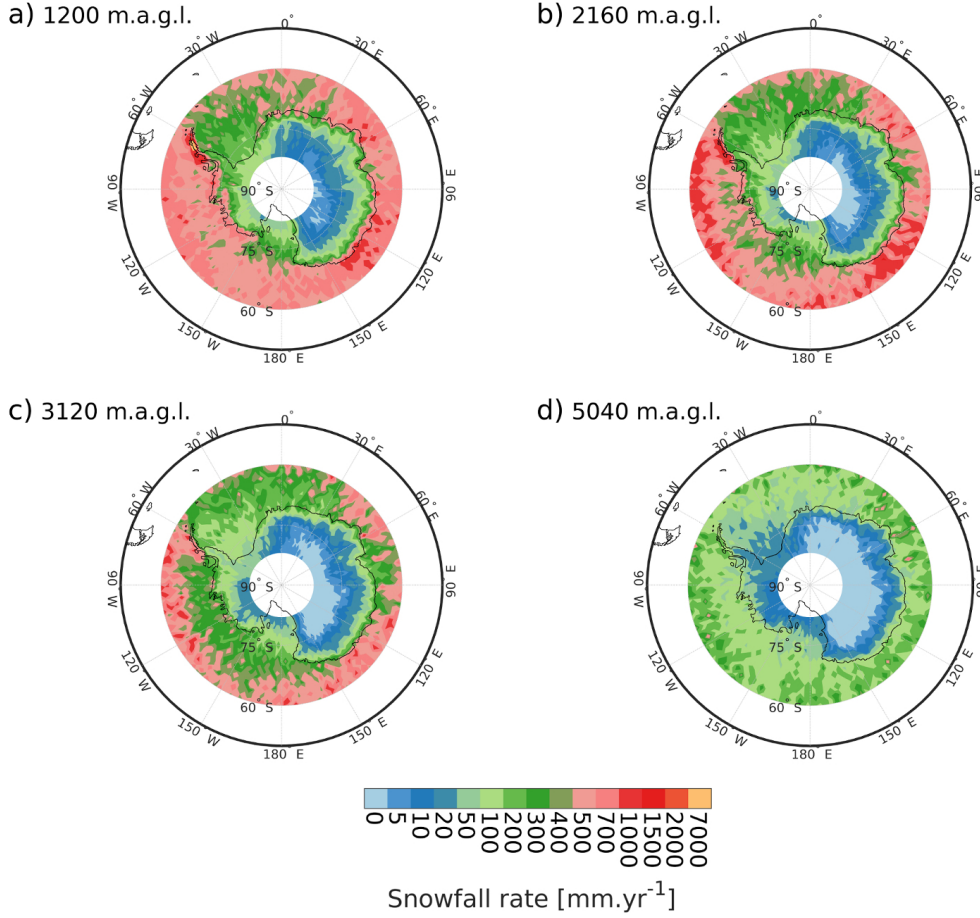 a) 1200 m.a.g.l.
0°
30° W
30° E
60° W
60° E
90° S
90 W
90 E
75° S
120 W
120 E
60° S
150 W
150 E
180 E
b) 2160 m.a.g.l.
0°
30° W
30° E
60° W
60° E
90° S
90 W
90 E
75° S
120 W
120 E
60° S
150 W
150 E
180 E
c) 3120 m.a.g.l.
0°
30° W
30° E
60° W
60° E
90° S
90 W
90 E
75° S
120 W
120 E
60° S
150 W
150 E
180 E
d) 5040 m.a.g.l.
0°
30° W
30° E
60° W
60° E
90° S
90 W
90 E
75° S
120 W
120 E
60° S
150 W
150 E
180 E
0 5 10 20 50 100 200 300 400 500 700 1000 1500 2000 7000
Snowfall rate [mm.yr⁻¹]